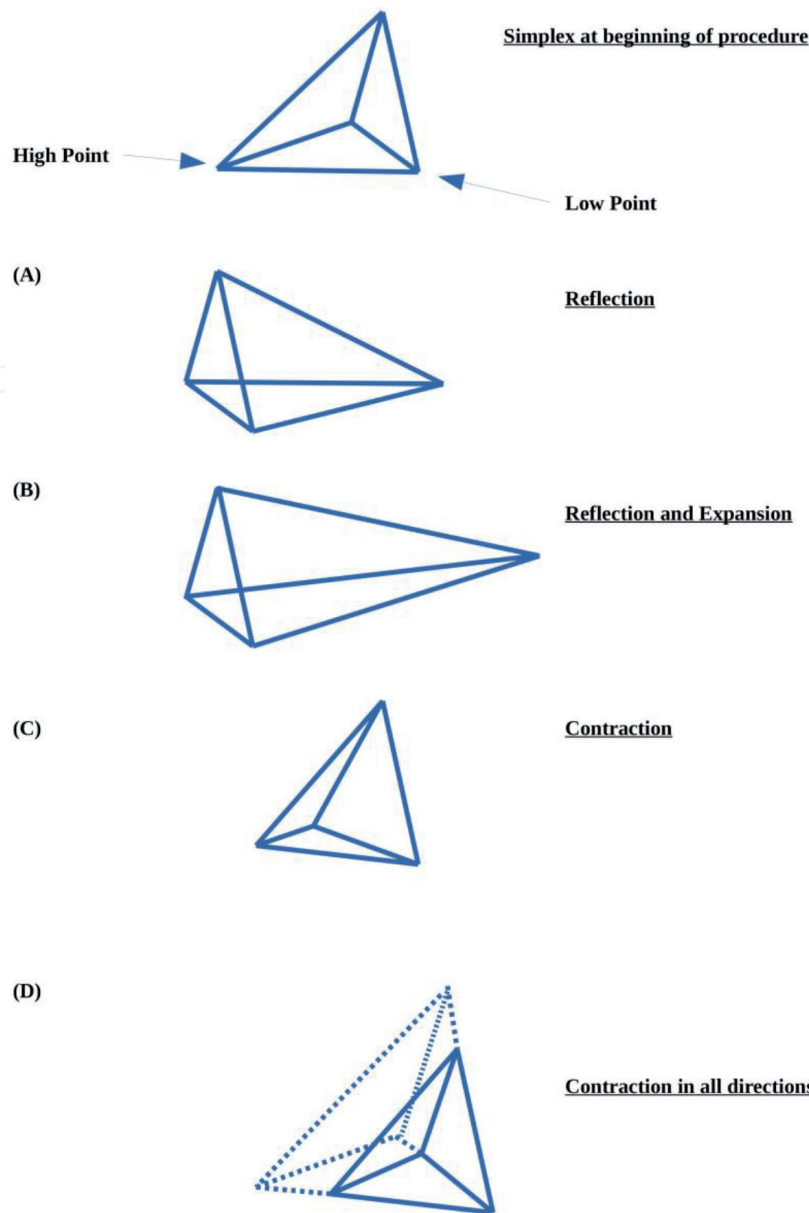 Simplex at beginning of procedure
High Point
Low Point
(A)
Reflection
(B)
Reflection and Expansion
(C)
Contraction
(D)
Contraction in all directions